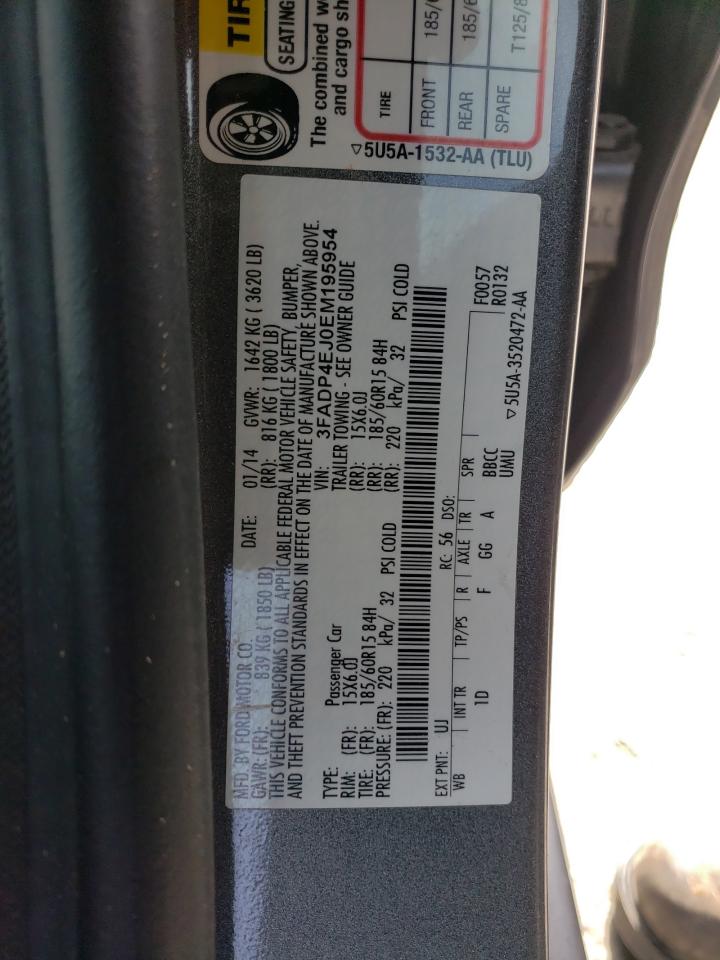 TIR
SEATING
The combined w
and cargo sh
TIRE
FRONT 185/6
REAR 185/6
SPARE T125/8
▽5U5A-1532-AA (TLU)
MFD. BY FORD MOTOR CO. DATE: 01/14 GVWR: 1642 KG ( 3620 LB)
GAWR: (FR): 839 KG ( 1850 LB) (RR): 816 KG ( 1800 LB)
THIS VEHICLE CONFORMS TO ALL APPLICABLE FEDERAL MOTOR VEHICLE SAFETY, BUMPER,
AND THEFT PREVENTION STANDARDS IN EFFECT ON THE DATE OF MANUFACTURE SHOWN ABOVE.
VIN: 3FADP4EJ0EM195954
TYPE: Passenger Car TRAILER TOWING - SEE OWNER GUIDE
RIM: (FR): 15X6.0J (RR): 15X6.0J
TIRE: (FR): 185/60R15 84H (RR): 185/60R15 84H
PRESSURE: (FR): 220 kPa/ 32 PSI COLD (RR): 220 kPa/ 32 PSI COLD
EXT PNT: UJ RC: 56 DSO: F0057
R0132
WB INT TR TP/PS R AXLE TR SPR
1D F GG A BBCC
UMU
▽5U5A-3520472-AA